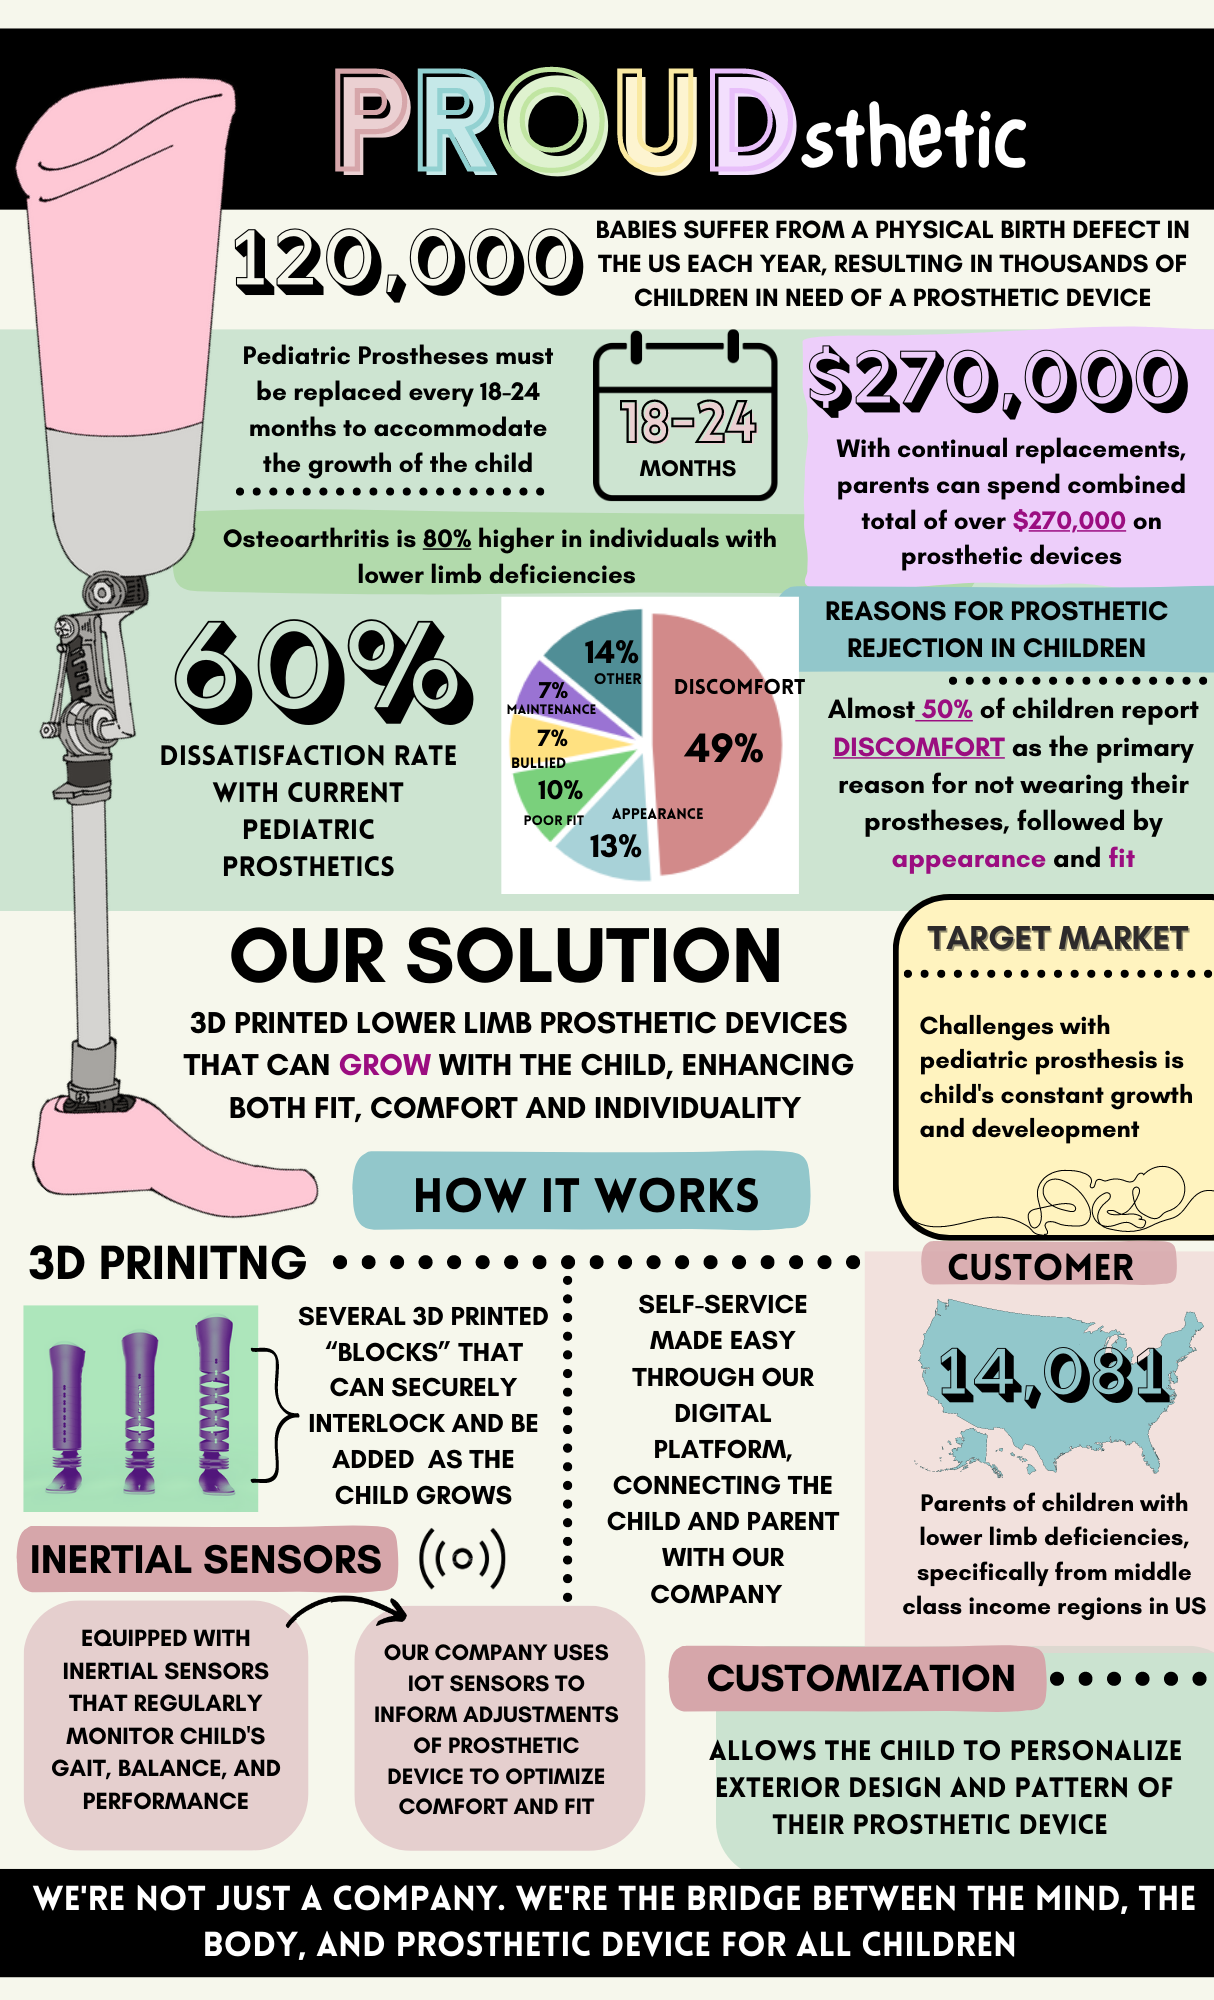 PROUDsthetic
120,000
BABIES SUFFER FROM A PHYSICAL BIRTH DEFECT IN
THE US EACH YEAR, RESULTING IN THOUSANDS OF
CHILDREN IN NEED OF A PROSTHETIC DEVICE
Pediatric Prostheses must
be replaced every 18-24
months to accommodate
the growth of the child
18-24
MONTHS
$270,000
With continual replacements,
parents can spend combined
total of over $270,000 on
prosthetic devices
Osteoarthritis is 80% higher in individuals with
lower limb deficiencies
60%
DISSATISFACTION RATE
WITH CURRENT
PEDIATRIC
PROSTHETICS
14%
OTHER
7%
MAINTENANCE
7%
BULLIED
10%
POOR FIT
APPEARANCE
13%
DISCOMFORT
49%
REASONS FOR PROSTHETIC
REJECTION IN CHILDREN
Almost 50% of children report
DISCOMFORT as the primary
reason for not wearing their
prostheses, followed by
appearance and fit
OUR SOLUTION
3D PRINTED LOWER LIMB PROSTHETIC DEVICES
THAT CAN GROW WITH THE CHILD, ENHANCING
BOTH FIT, COMFORT AND INDIVIDUALITY
TARGET MARKET
Challenges with
pediatric prosthesis is
child's constant growth
and develeopment
HOW IT WORKS
3D PRINITNG
SEVERAL 3D PRINTED
“BLOCKS” THAT
CAN SECURELY
INTERLOCK AND BE
ADDED AS THE
CHILD GROWS
SELF-SERVICE
MADE EASY
THROUGH OUR
DIGITAL
PLATFORM,
CONNECTING THE
CHILD AND PARENT
WITH OUR
COMPANY
CUSTOMER
14,081
Parents of children with
lower limb deficiencies,
specifically from middle
class income regions in US
INERTIAL SENSORS
EQUIPPED WITH
INERTIAL SENSORS
THAT REGULARLY
MONITOR CHILD'S
GAIT, BALANCE, AND
PERFORMANCE
OUR COMPANY USES
IOT SENSORS TO
INFORM ADJUSTMENTS
OF PROSTHETIC
DEVICE TO OPTIMIZE
COMFORT AND FIT
CUSTOMIZATION
ALLOWS THE CHILD TO PERSONALIZE
EXTERIOR DESIGN AND PATTERN OF
THEIR PROSTHETIC DEVICE
WE'RE NOT JUST A COMPANY. WE'RE THE BRIDGE BETWEEN THE MIND, THE
BODY, AND PROSTHETIC DEVICE FOR ALL CHILDREN